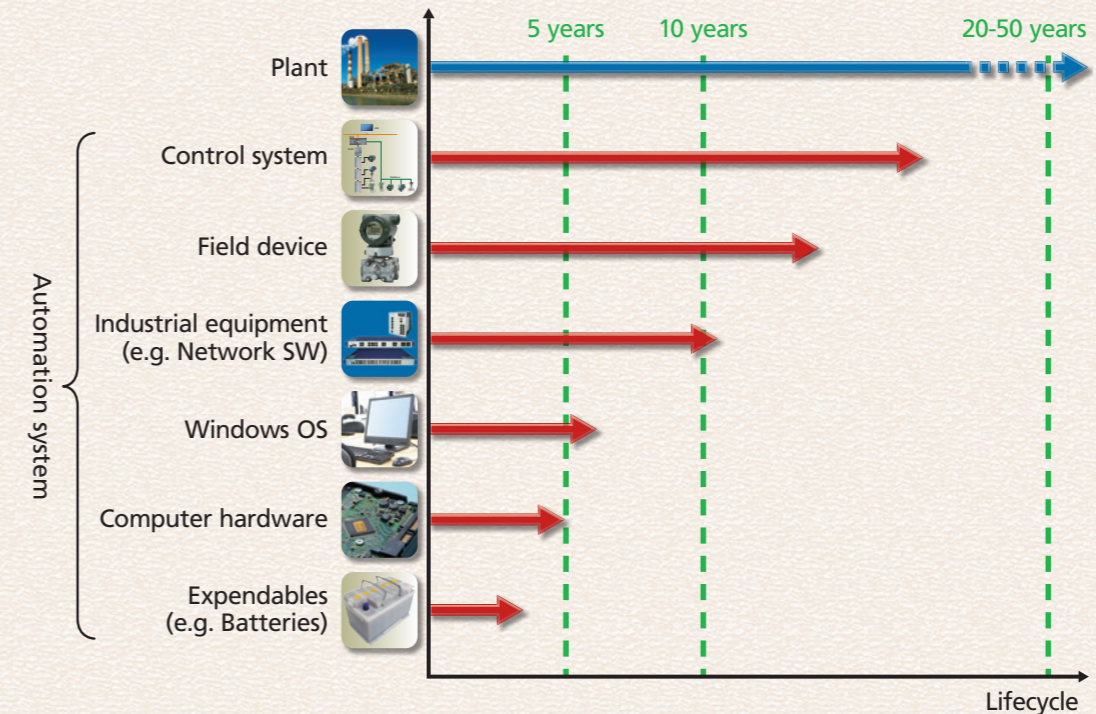 5 years
10 years
20-50 years
Plant
Control system
Field device
Industrial equipment
(e.g. Network SW)
Windows OS
Computer hardware
Expendables
(e.g. Batteries)
Automation system
Lifecycle